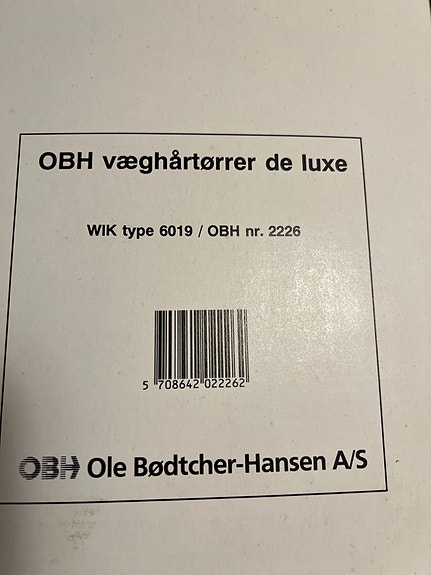 OBH væghårtørrer de luxe
WIK type 6019 / OBH nr. 2226
5 708642 022262
OBH Ole Bødtcher-Hansen A/S